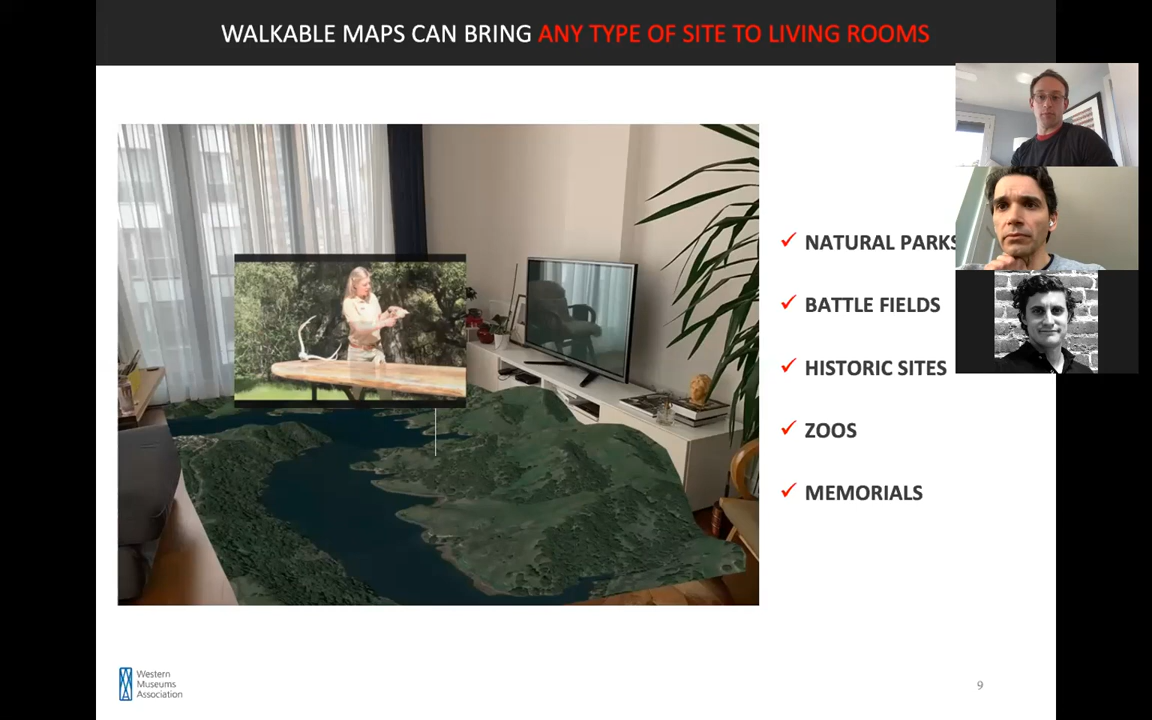 WALKABLE MAPS CAN BRING ANY TYPE OF SITE TO LIVING ROOMS
✓ NATURAL PARKS
✓ BATTLE FIELDS
✓ HISTORIC SITES
✓ ZOOS
✓ MEMORIALS
Western
Museums
Association
9